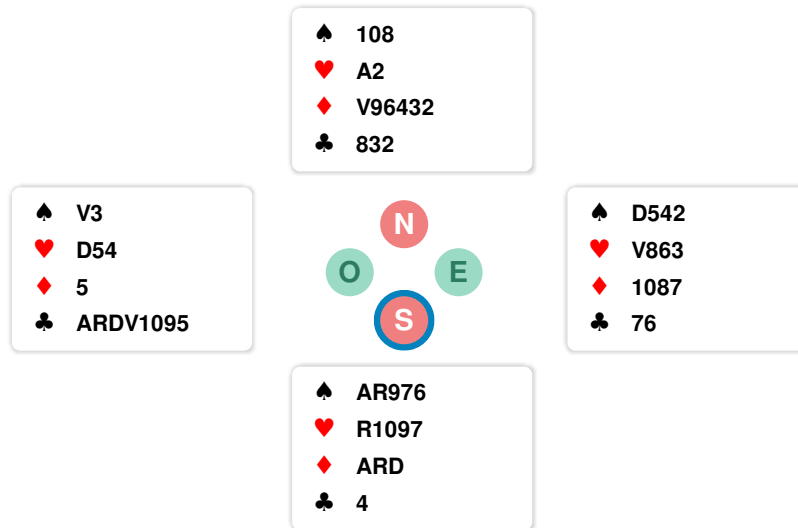 ♠ 108
♥ A2
♦ V96432
♣ 832
♠ V3
♥ D54
♦ 5
♣ ARDV1095
N
O E
S
♠ D542
♥ V863
♦ 1087
♣ 76
♠ AR976
♥ R1097
♦ ARD
♣ 4